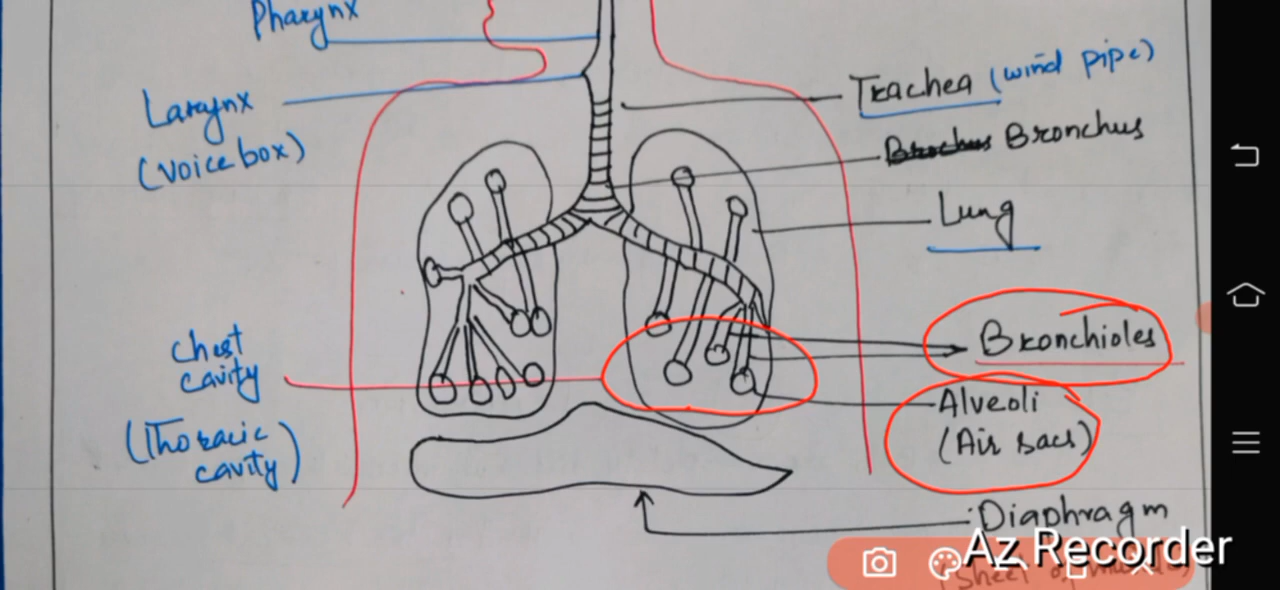 Pharynx
Larynx
(voice box)
Trachea (wind pipe)
Bronchus
Lung
Bronchioles
Alveoli
(Air sacs)
Chest
cavity
(Thoracic
cavity)
Diaphragm
Az Recorder